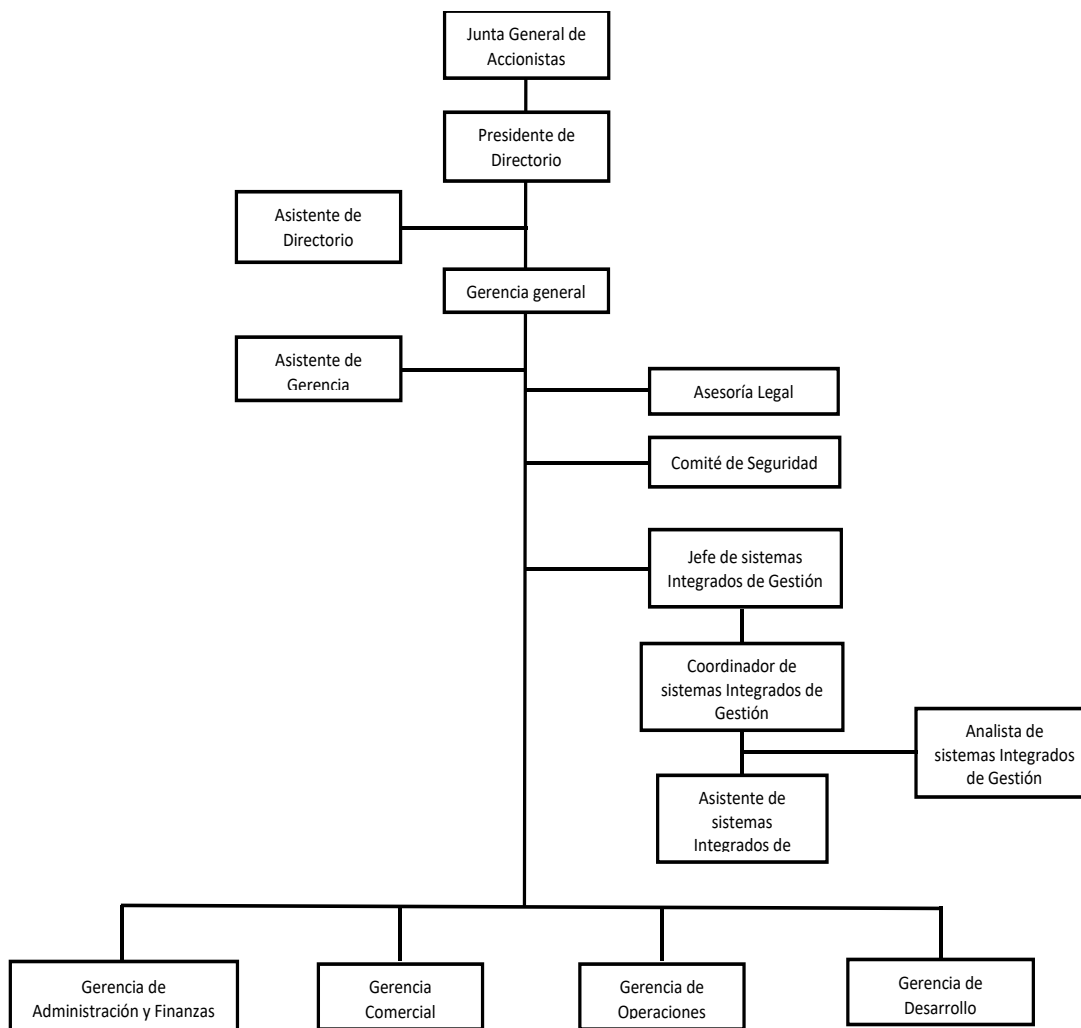 Junta General de
Accionistas
Presidente de
Directorio
Asistente de
Directorio
Gerencia general
Asistente de
Gerencia
Asesoría Legal
Comité de Seguridad
Jefe de sistemas
Integrados de Gestión
Coordinador de
sistemas Integrados de
Gestión
Analista de
sistemas Integrados
de Gestión
Asistente de
sistemas
Integrados de
Gerencia de
Administración y Finanzas
Gerencia
Comercial
Gerencia de
Operaciones
Gerencia de
Desarrollo